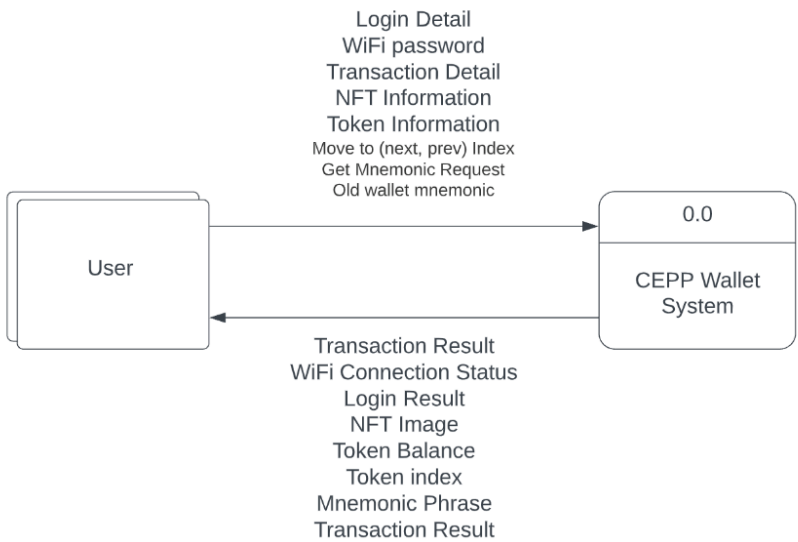 Login Detail
WiFi password
Transaction Detail
NFT Information
Token Information
Move to (next, prev) Index
Get Mnemonic Request
Old wallet mnemonic
User
0.0
CEPP Wallet
System
Transaction Result
WiFi Connection Status
Login Result
NFT Image
Token Balance
Token index
Mnemonic Phrase
Transaction Result